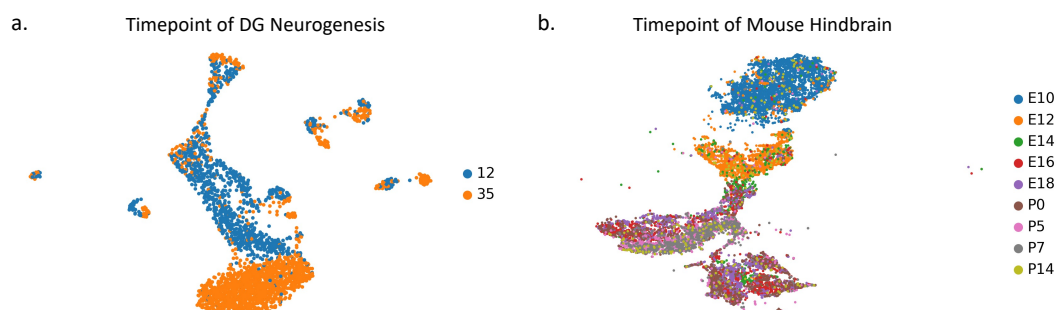 a.
Timepoint of DG Neurogenesis
12
35
b.
Timepoint of Mouse Hindbrain
E10
E12
E14
E16
E18
P0
P5
P7
P14